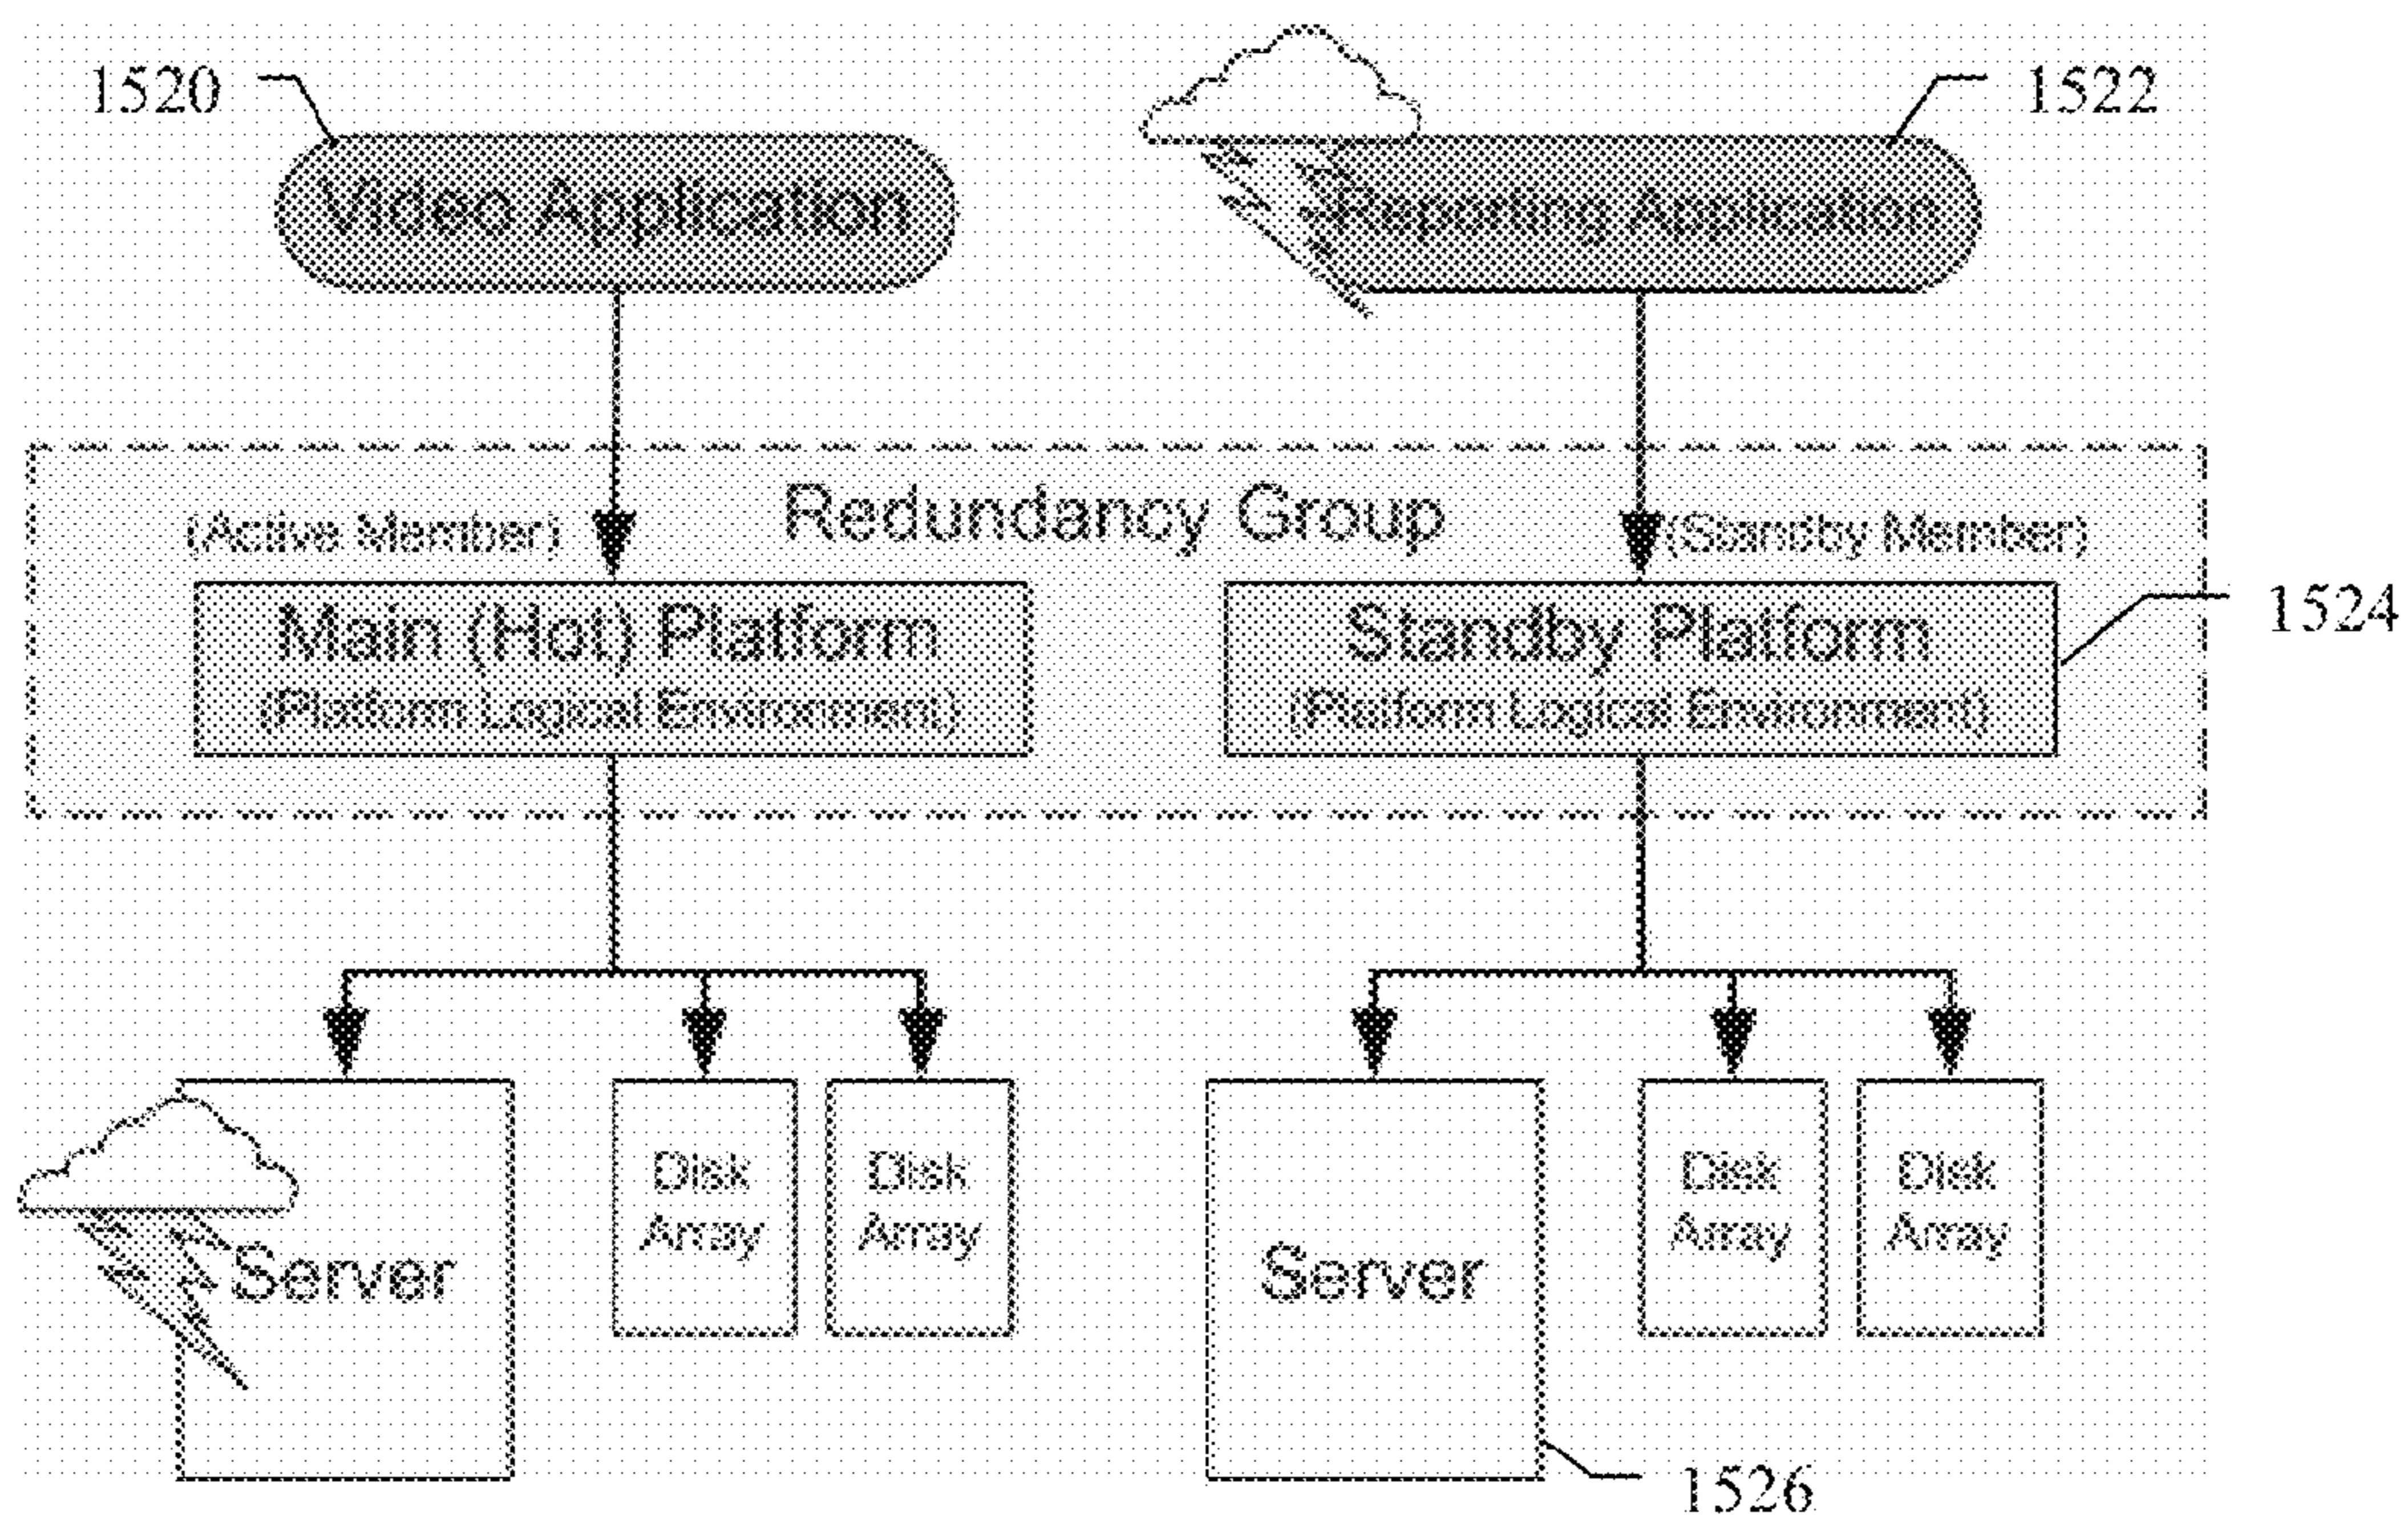 1520
1522
Video Application
Reporting Application
Redundancy Group
(Active Member)
(Standby Member)
Main (Hot) Platform
(Platform Logical Environment)
Standby Platform
(Platform Logical Environment)
1524
Disk
Array
Disk
Array
Server
Disk
Array
Disk
Array
Server
1526